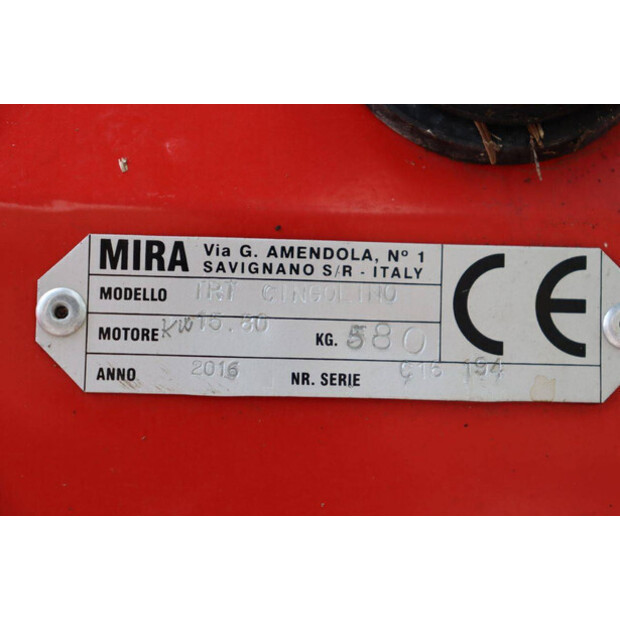 MIRA Via G. AMENDOLA, N° 1
SAVIGNANO S/R - ITALY
MODELLO TRT CINGOLINO
MOTORE KW 15.80 KG. 580
ANNO 2016 NR. SERIE C16 194
CE